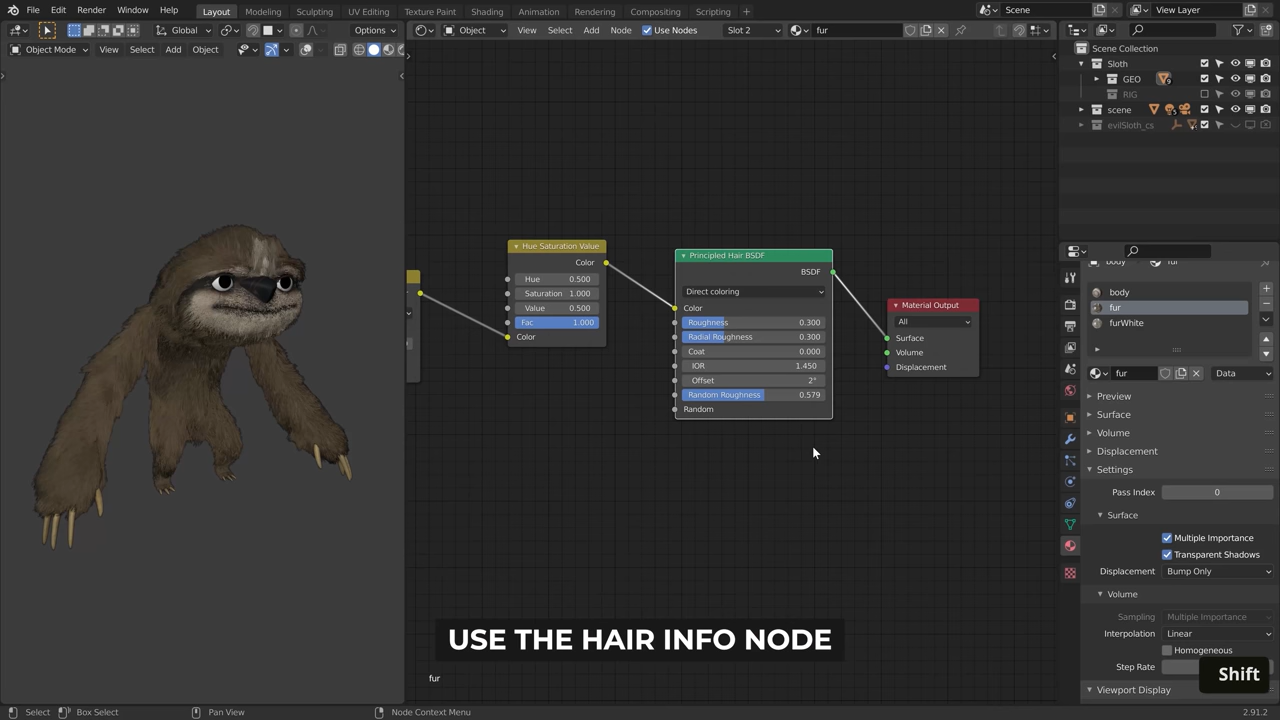 File Edit Render Window Help Layout Modeling Sculpting UV Editing Texture Paint Shading Animation Rendering Compositing Scripting Scene View Layer
Global Options Object View Select Add Node Use Nodes Slot 2 fur
Object Mode View Select Add Object
Scene Collection
Sloth
GEO
RIG
scene
evilSloth_cs
Hue Saturation Value
Color
Hue 0.500
Saturation 1.000
Value 0.500
Fac 1.000
Color
Principled Hair BSDF
BSDF
Direct coloring
Color
Roughness 0.300
Radial Roughness 0.300
Coat 0.000
IOR 1.450
Offset 2°
Random Roughness 0.579
Random
Material Output
All
Surface
Volume
Displacement
body fur
body
fur
furWhite
fur Data
Preview
Surface
Volume
Displacement
Settings
Pass Index 0
Surface
Multiple Importance
Transparent Shadows
Displacement Bump Only
Volume
Sampling Multiple Importance
Interpolation Linear
Homogeneous
Step Rate
Viewport Display
USE THE HAIR INFO NODE
Shift
fur
Select Box Select Pan View Node Context Menu 2.91.2